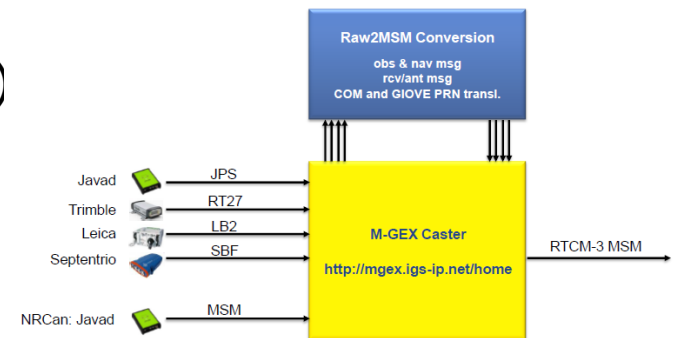 )
Raw2MSM Conversion
obs & nav msg
rcv/ant msg
COM and GIOVE PRN transl.
Javad JPS
Trimble RT27
Leica LB2
Septentrio SBF
NRCan: Javad MSM
M-GEX Caster
http://mgex.igs-ip.net/home
RTCM-3 MSM